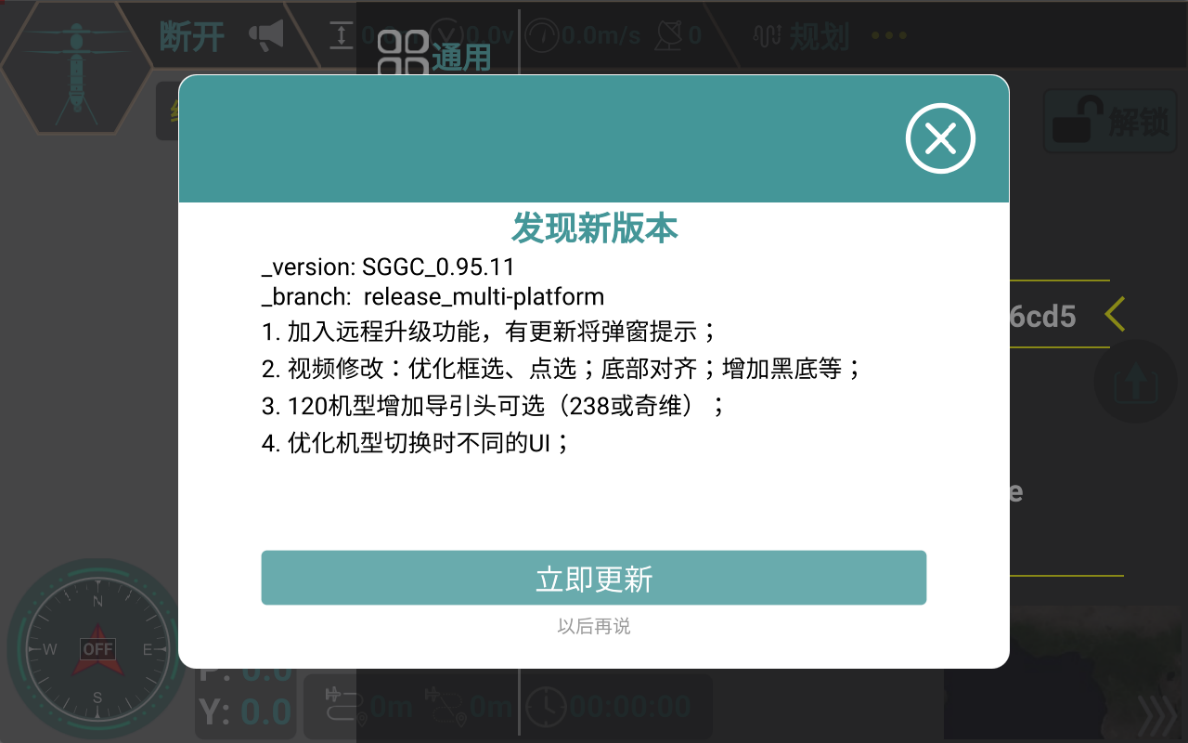 断开
0.0v
0.0m/s
0
规划
通用
解锁
发现新版本
_version: SGGC_0.95.11
_branch: release_multi-platform
1. 加入远程升级功能，有更新将弹窗提示；
2. 视频修改：优化框选、点选；底部对齐；增加黑底等；
3. 120机型增加导引头可选（238或奇维）；
4. 优化机型切换时不同的UI；
6cd5
e
立即更新
以后再说
N
W
OFF
E
S
P: 0.0
Y: 0.0
0m
0m
00:00:00